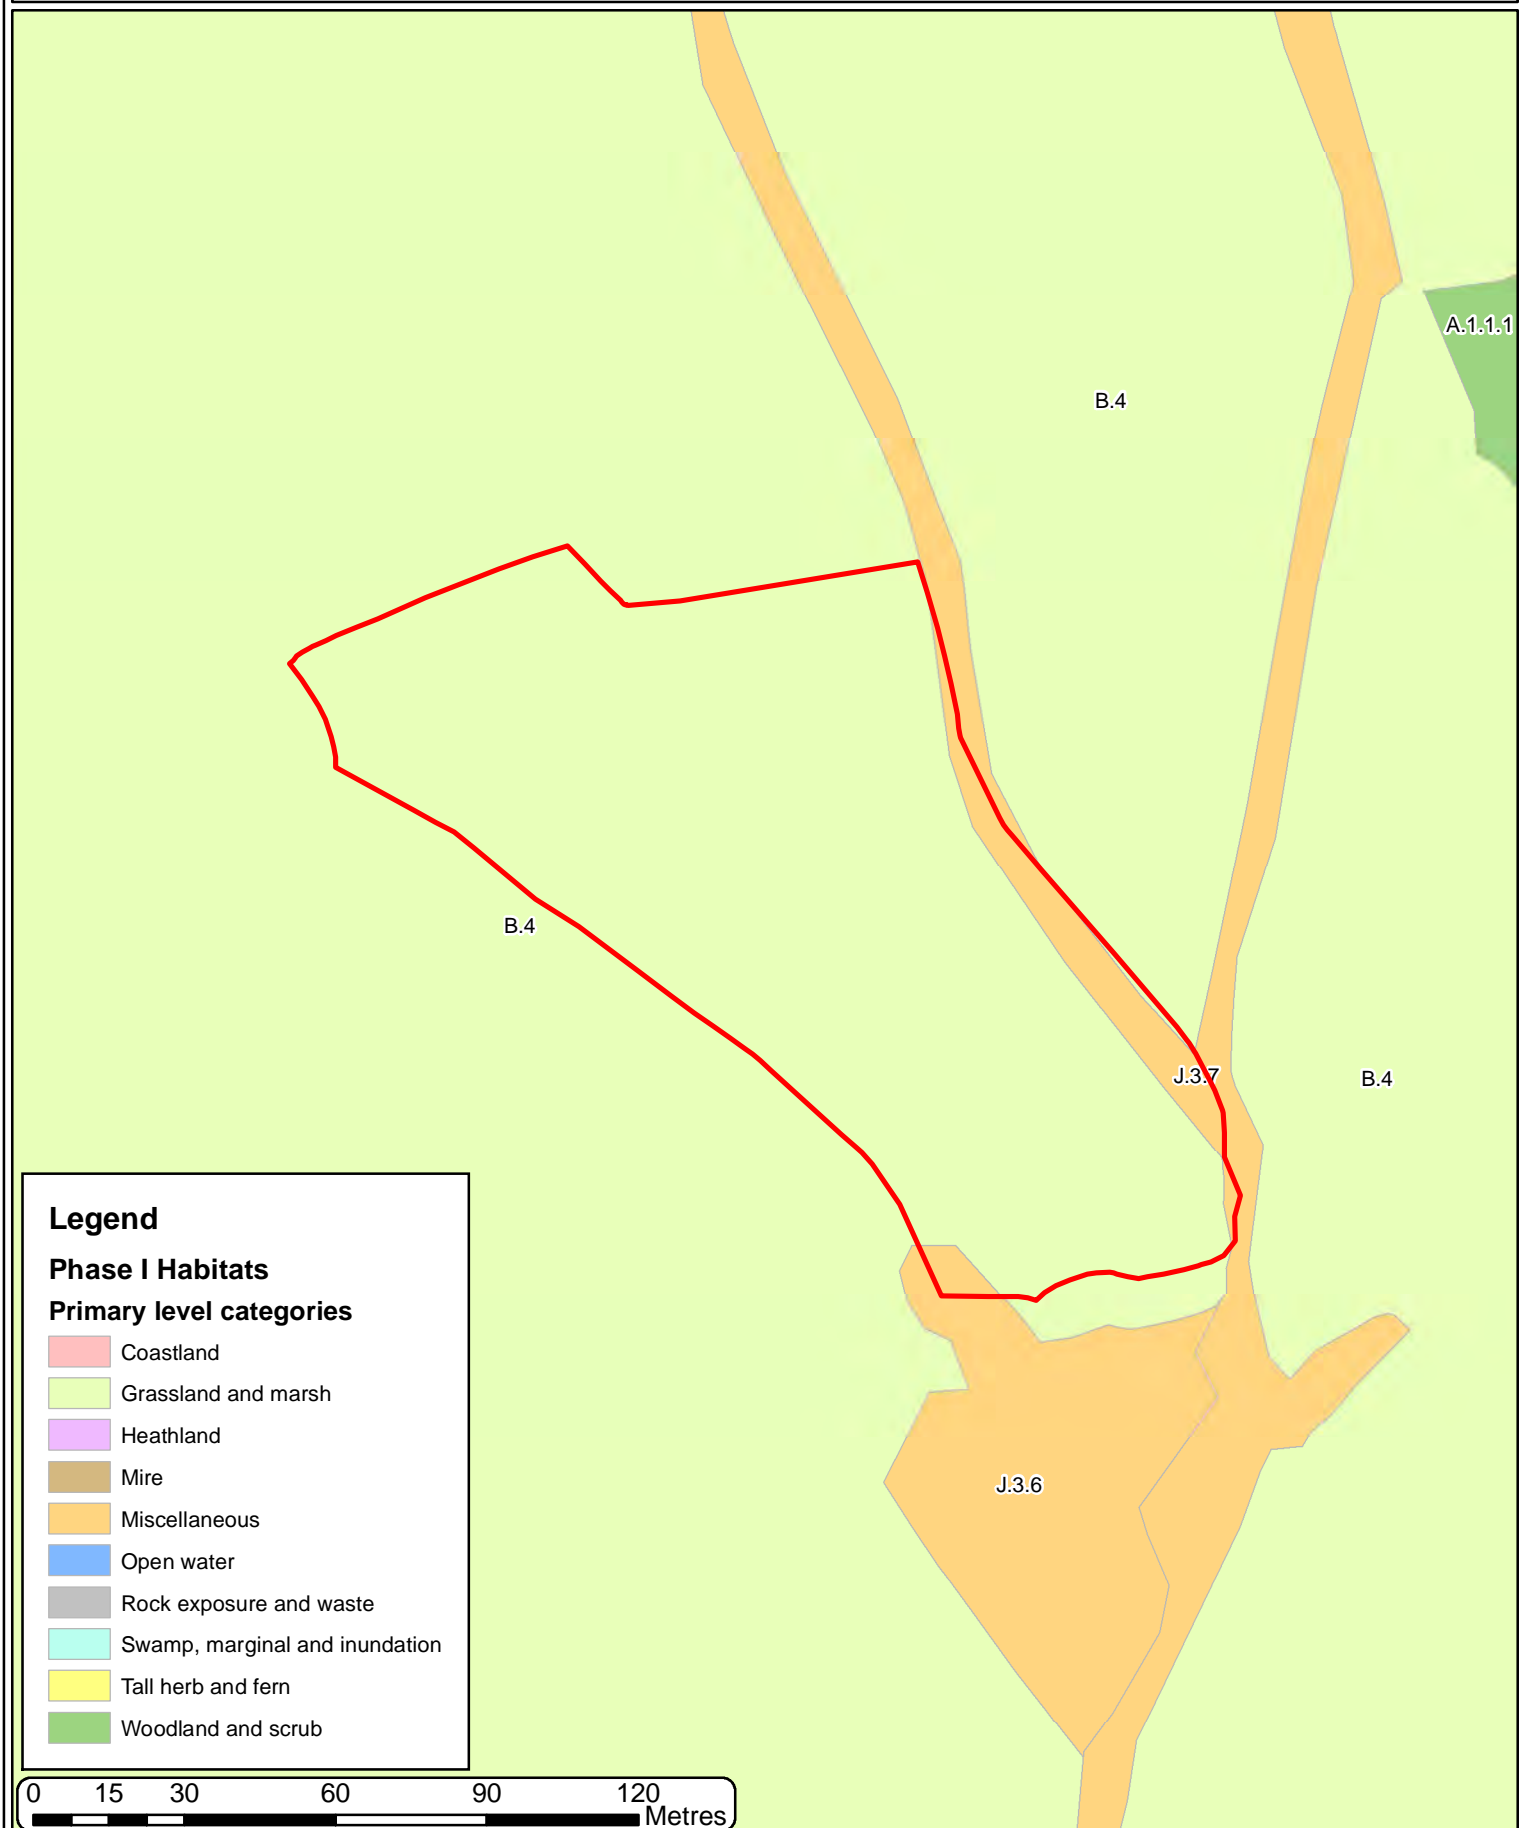 A.1.1.1
B.4
B.4
J.3.7
B.4
J.3.6
Legend
Phase I Habitats
Primary level categories
Coastland
Grassland and marsh
Heathland
Mire
Miscellaneous
Open water
Rock exposure and waste
Swamp, marginal and inundation
Tall herb and fern
Woodland and scrub
0 15 30 60 90 120
Metres